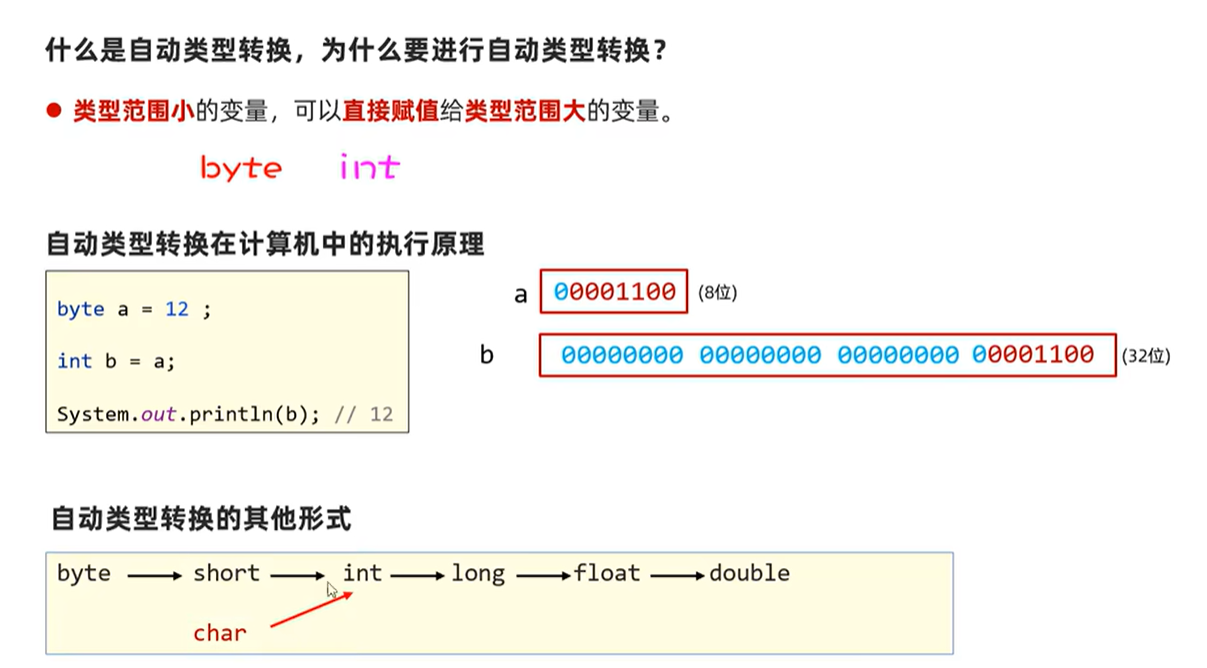 什么是自动类型转换，为什么要进行自动类型转换？
● 类型范围小的变量，可以直接赋值给类型范围大的变量。
byte int
自动类型转换在计算机中的执行原理
byte a = 12 ;
int b = a;
System.out.println(b); // 12
a 00001100 (8位)
b 00000000 00000000 00000000 00001100 (32位)
自动类型转换的其他形式
byte → short → int → long → float → double
char